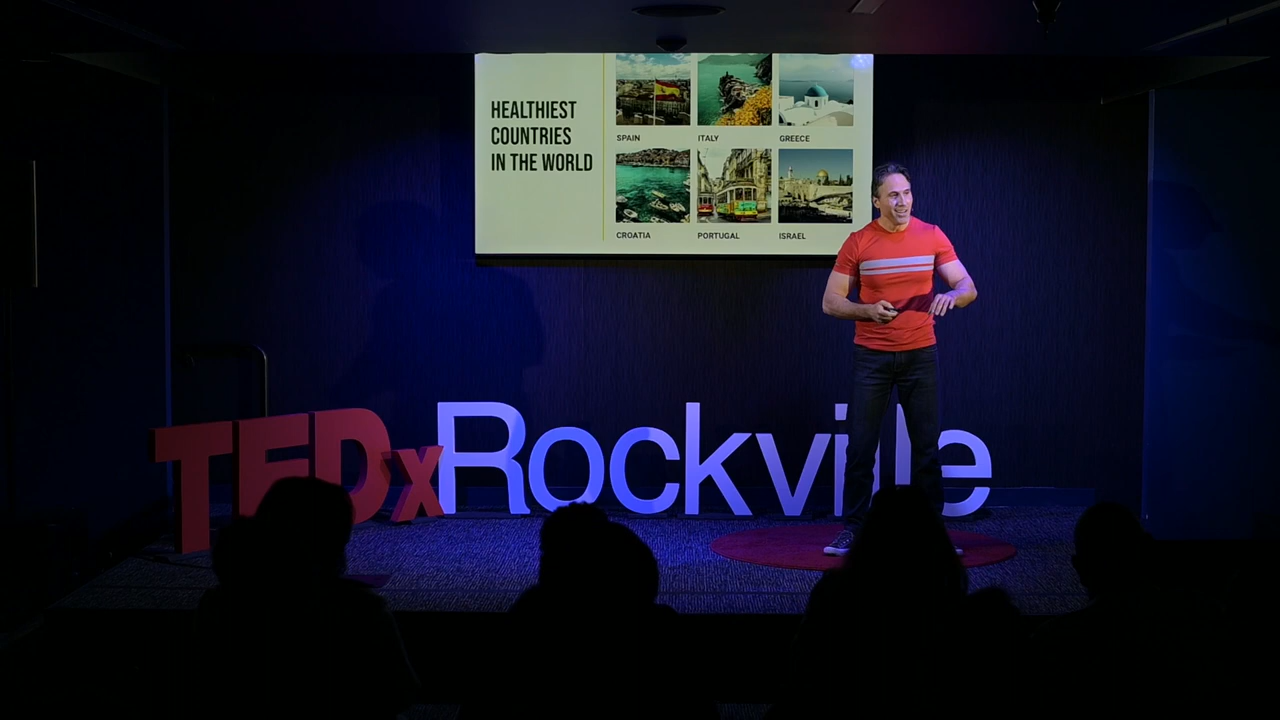 HEALTHIEST
COUNTRIES
IN THE WORLD
SPAIN
ITALY
GREECE
CROATIA
PORTUGAL
ISRAEL
TEDxRockville